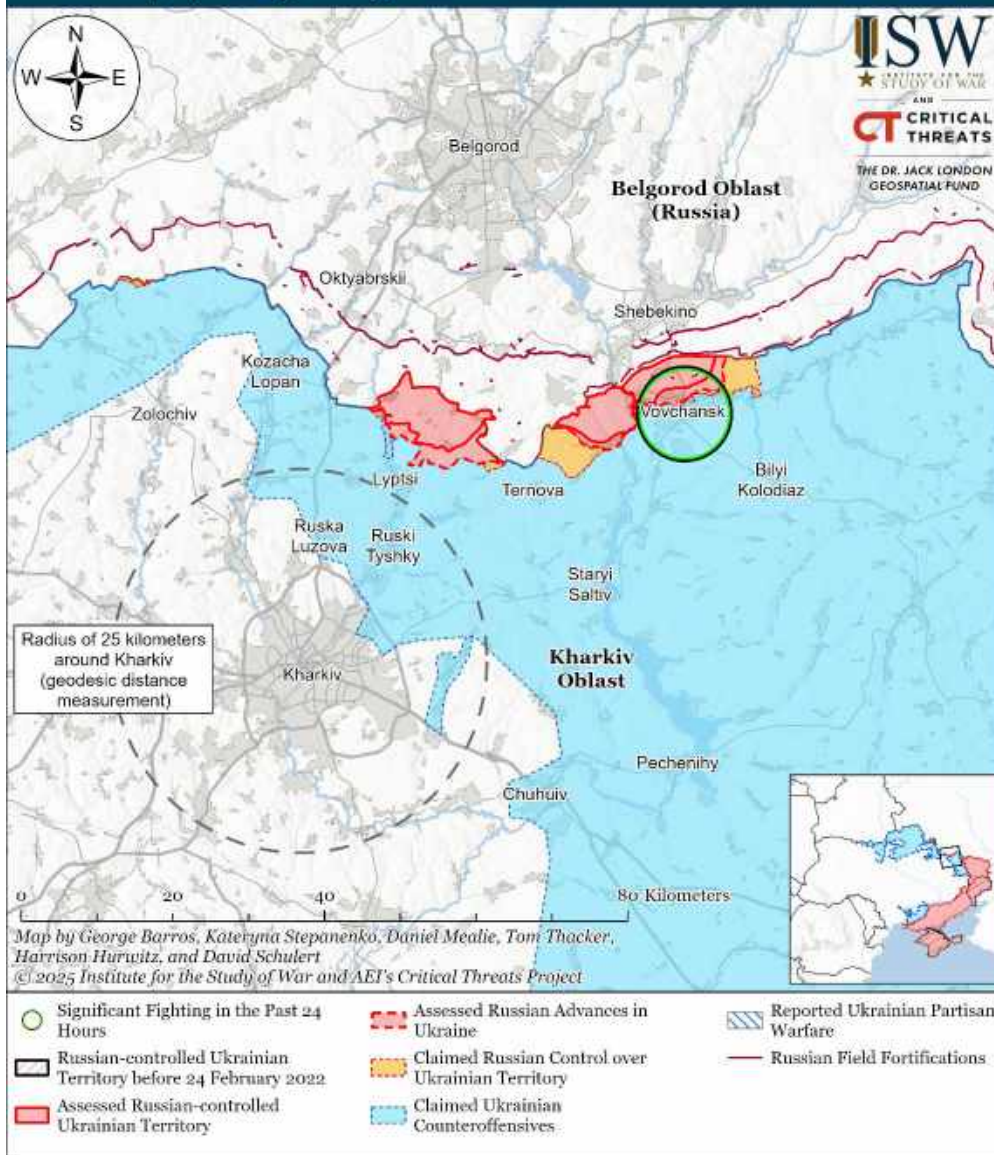 N
W
E
S
ISW
INSTITUTE FOR THE
STUDY OF WAR
AND
CT CRITICAL
THREATS
THE DR. JACK LONDON
GEOSPATIAL FUND
Belgorod
Belgorod Oblast
(Russia)
Oktyabrskii
Shebekino
Kozacha
Lopan
Zolochiv
Vovchansk
Lyptsi
Ternova
Bilyi
Kolodiaz
Ruska
Luzova
Ruski
Tyshky
Staryi
Saltiv
Radius of 25 kilometers
around Kharkiv
(geodesic distance
measurement)
Kharkiv
Kharkiv
Oblast
Pechenihy
Chuhuiv
0 20 40 80 Kilometers
Map by George Barros, Kateryna Stepanenko, Daniel Mealie, Tom Thacker,
Harrison Hurwitz, and David Schulert
© 2025 Institute for the Study of War and AEI's Critical Threats Project
Significant Fighting in the Past 24
Hours
Russian-controlled Ukrainian
Territory before 24 February 2022
Assessed Russian-controlled
Ukrainian Territory
Assessed Russian Advances in
Ukraine
Claimed Russian Control over
Ukrainian Territory
Claimed Ukrainian
Counteroffensives
Reported Ukrainian Partisan
Warfare
Russian Field Fortifications